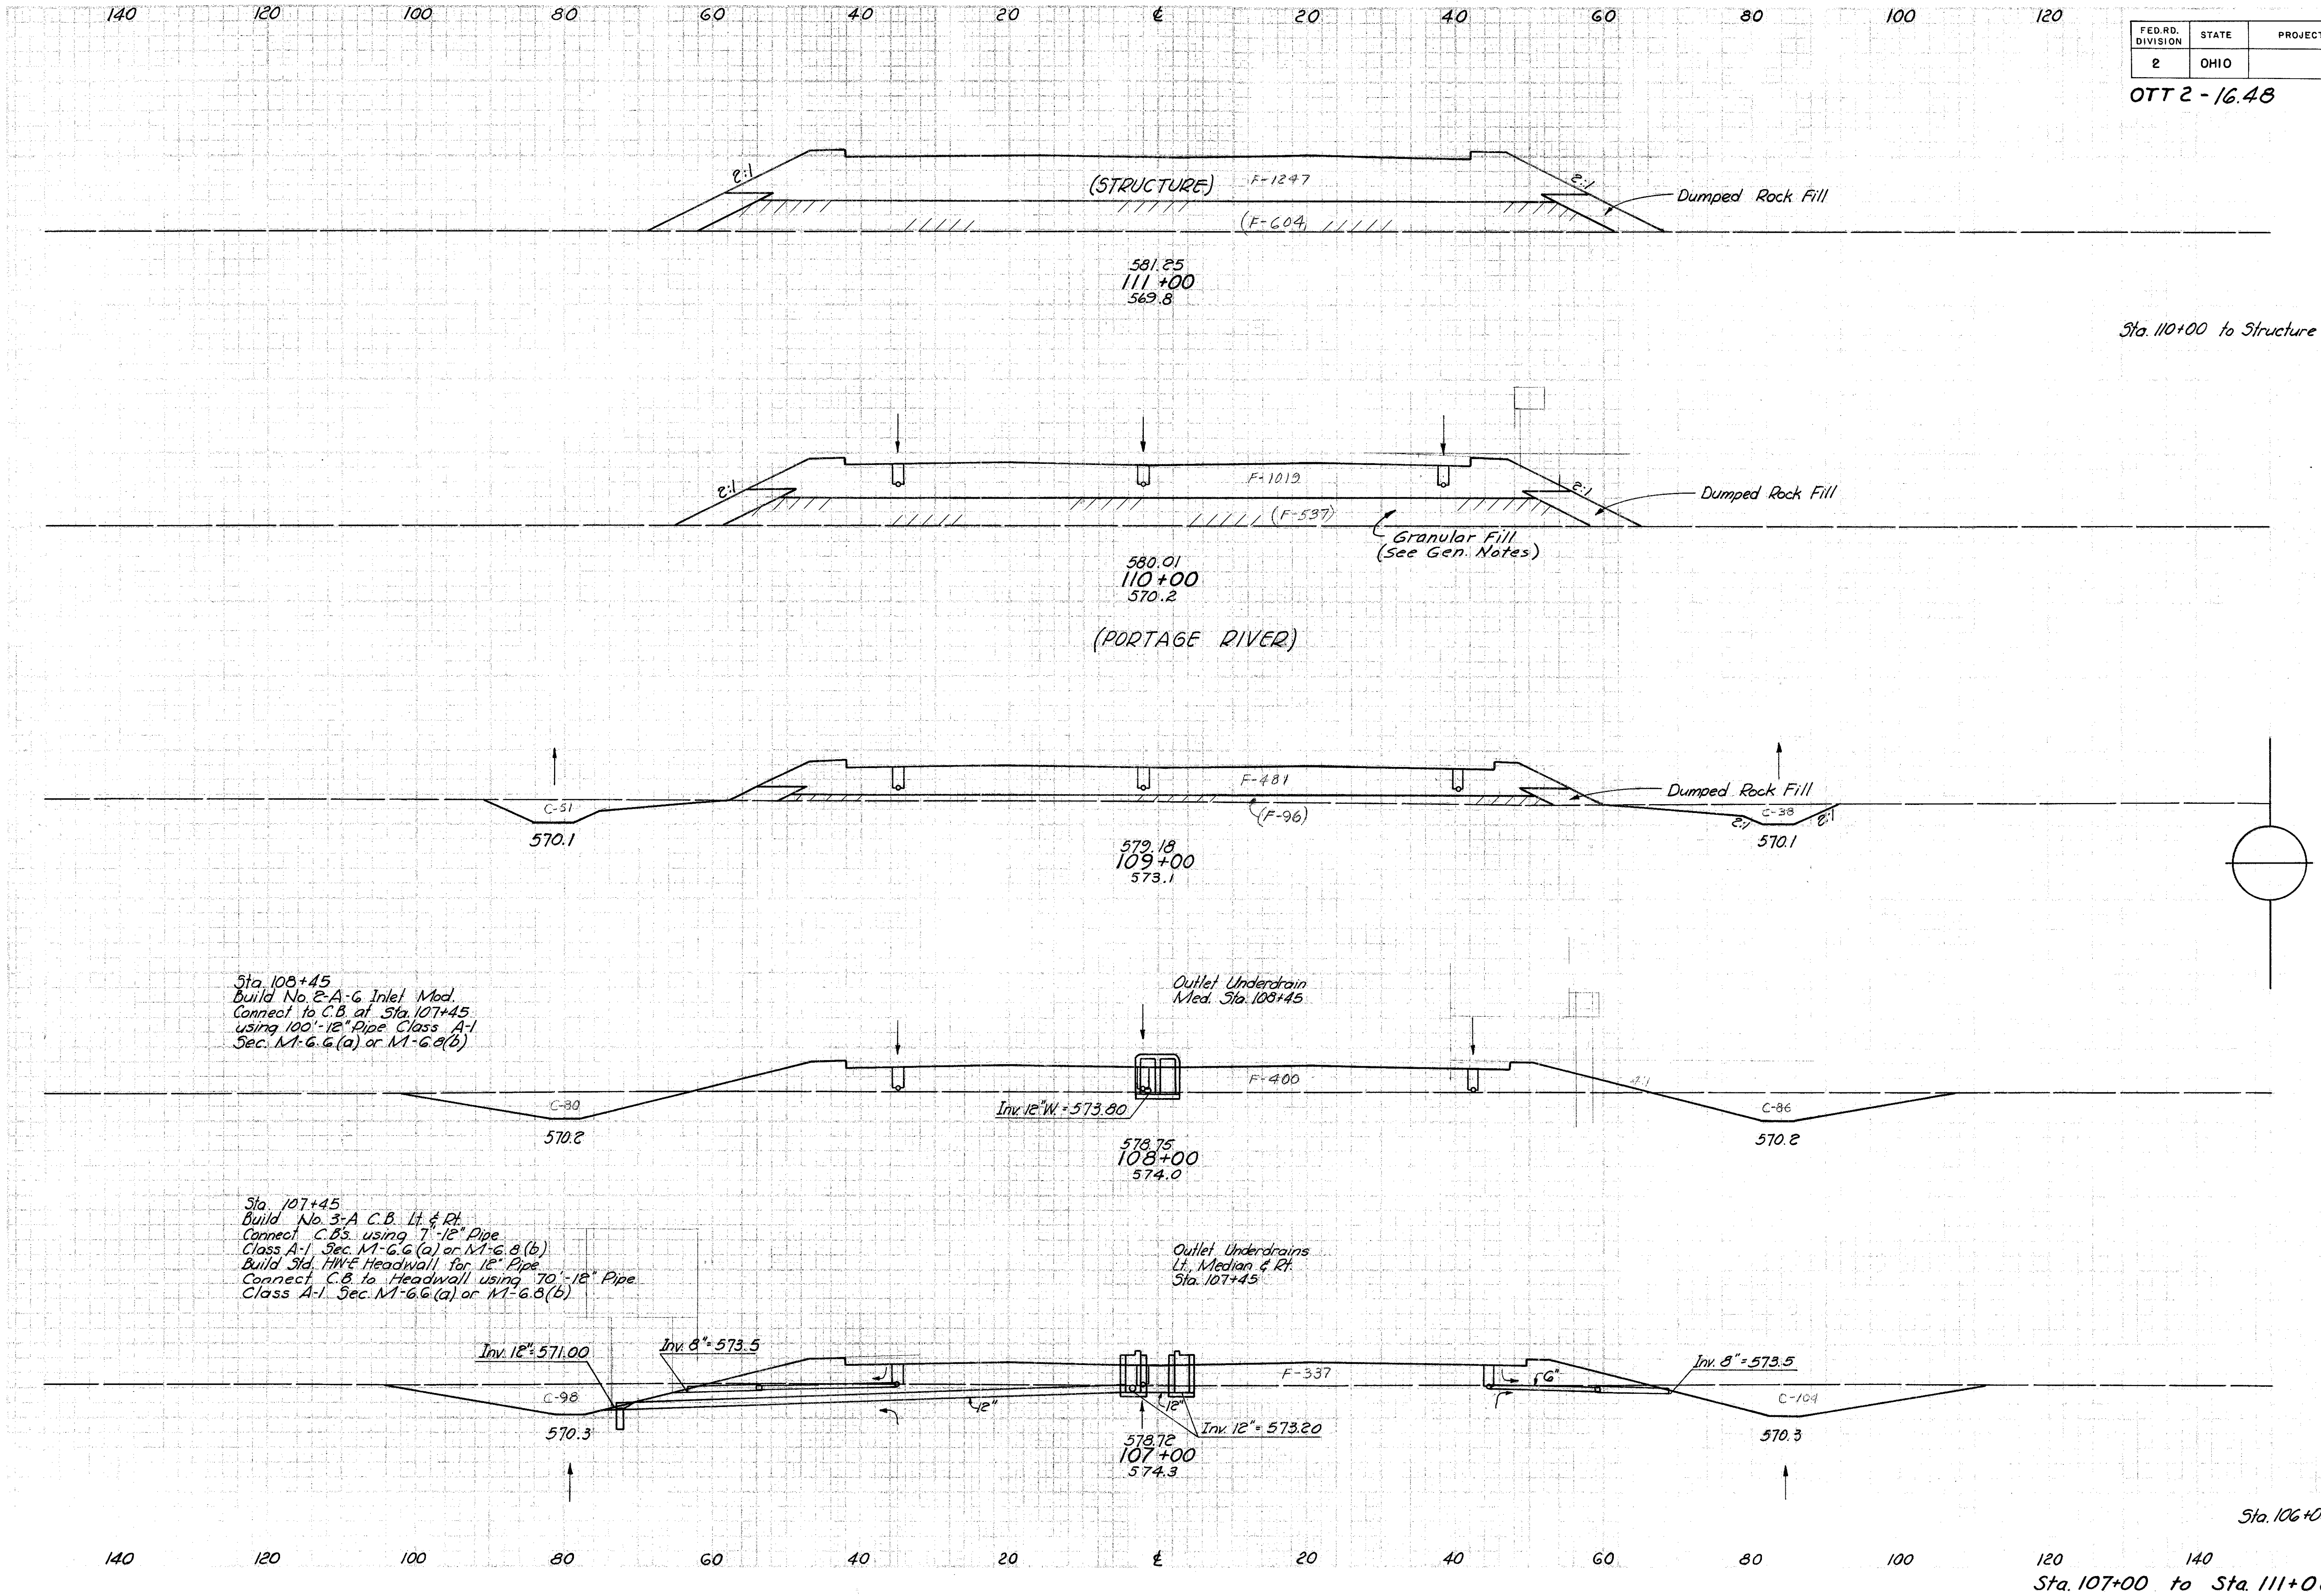 140 120 100 80 60 40 20 ℄ 20 40 60 80 100 120
FED.RD. DIVISION STATE PROJECT
2 OHIO
OTT 2 - 16.48
2:1 (STRUCTURE) F-1247 2:1
Dumped Rock Fill
(F-604)
581.25
111+00
569.8
Sta. 110+00 to Structure
2:1 F-1019 2:1
Dumped Rock Fill
(F-537)
Granular Fill
(See Gen. Notes)
580.01
110+00
570.2
(PORTAGE RIVER)
C-51 F-481 Dumped Rock Fill
(F-96) 2:1 C-38 2:1
570.1 570.1
579.18
109+00
573.1
Sta. 108+45
Build No. 2-A-6 Inlet Mod.
Connect to C.B. at Sta. 107+45
using 100'-12" Pipe Class A-1
Sec. M-6.6(a) or M-6.8(b)
Outlet Underdrain
Med. Sta. 108+45
C-80 F-400 4:1 C-86
Inv. 12" W. = 573.80
570.2 570.2
578.75
108+00
574.0
Sta. 107+45
Build No. 3-A C.B. Lt. & Rt.
Connect C.B's. using 7'-12" Pipe
Class A-1 Sec. M-6.6(a) or M-6.8(b)
Build Std. HW-E Headwall for 12" Pipe
Connect C.B. to Headwall using 70'-12" Pipe
Class A-1 Sec. M-6.6(a) or M-6.8(b)
Outlet Underdrains
Lt., Median & Rt.
Sta. 107+45
Inv. 12" = 571.00 Inv. 8" = 573.5 Inv. 8" = 573.5
C-98 F-337 6" C-104
12" 12"
Inv. 12" = 573.20
570.3 570.3
578.72
107+00
574.3
Sta. 106+0
140 120 100 80 60 40 20 ℄ 20 40 60 80 100 120 140
Sta. 107+00 to Sta. 111+0